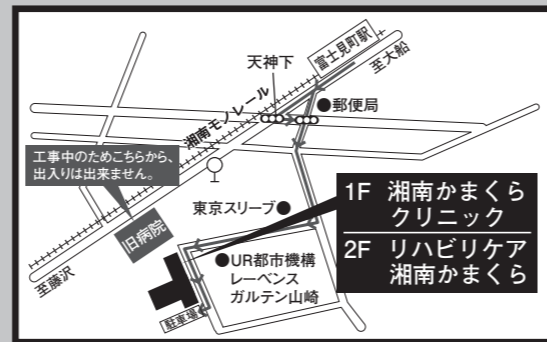 富士見町駅
至大船
天神下
●郵便局
湘南モノレール
工事中のためこちらから、
出入りは出来ません。
旧病院
東京スリーブ●
1F 湘南かまくら
クリニック
2F リハビリケア
湘南かまくら
●UR都市機構
レーベンス
ガルテン山崎
至藤沢
駐車場